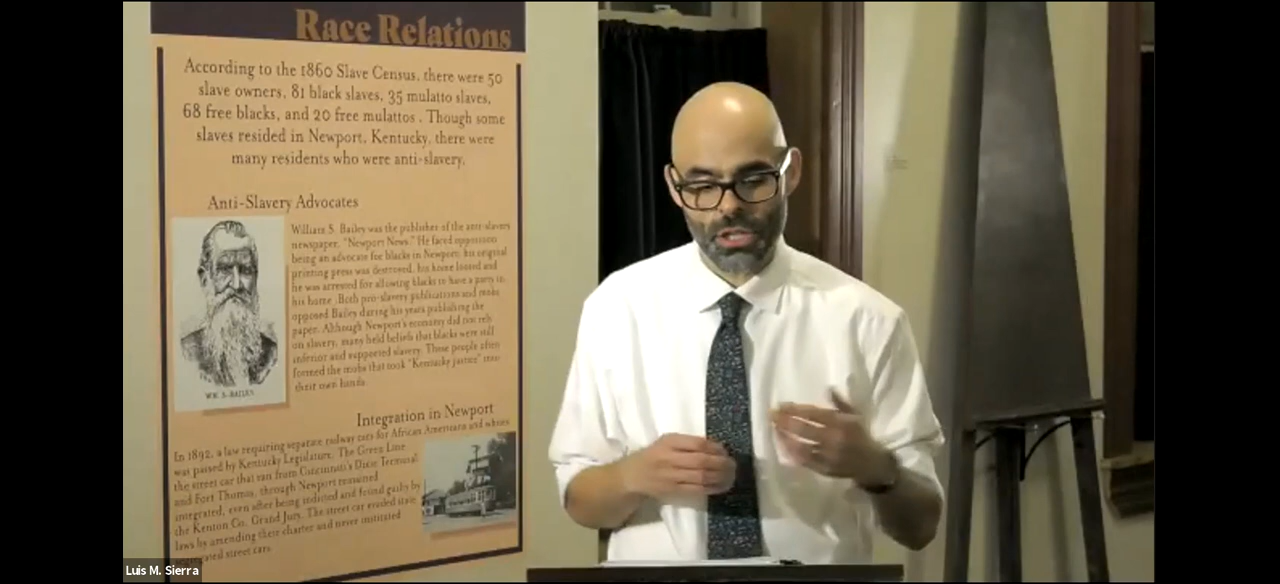 Race Relations
According to the 1860 Slave Census, there were 50
slave owners, 81 black slaves, 35 mulatto slaves,
68 free blacks, and 20 free mulattos . Though some
slaves resided in Newport, Kentucky, there were
many residents who were anti-slavery.
Anti-Slavery Advocates
William S. Bailey was the publisher of the anti-slavery
newspaper, "Newport News." He faced opposition
being an advocate for blacks in Newport; his original
printing press was destroyed, his home looted and
he was arrested for allowing blacks to have a party in
his home .Both pro-slavery publications and mobs
opposed Bailey during his years publishing the
paper. Although Newport's economy did not rely
on slavery, many held beliefs that blacks were still
inferior and supported slavery. These people often
formed the mobs that took "Kentucky justice" into
their own hands.
WM. S. BAILEY
Integration in Newport
In 1892, a law requiring separate railway cars for African Americans and whites
was passed by Kentucky Legislature. The Green Line
the street car that ran from Cincinnati's Dixie Terminal
and Fort Thomas, through Newport remained
integrated, even after being indicted and found guilty by
the Kenton Co. Grand Jury. The street car evaded state
laws by amending their charter and never instituted
street cars.
Luis M. Sierra